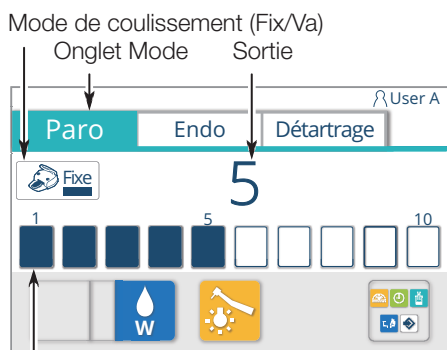 Mode de coulissement (Fix/Va)
Onglet Mode Sortie
User A
Paro Endo Détartrage
Fixe
5
1 5 10
W